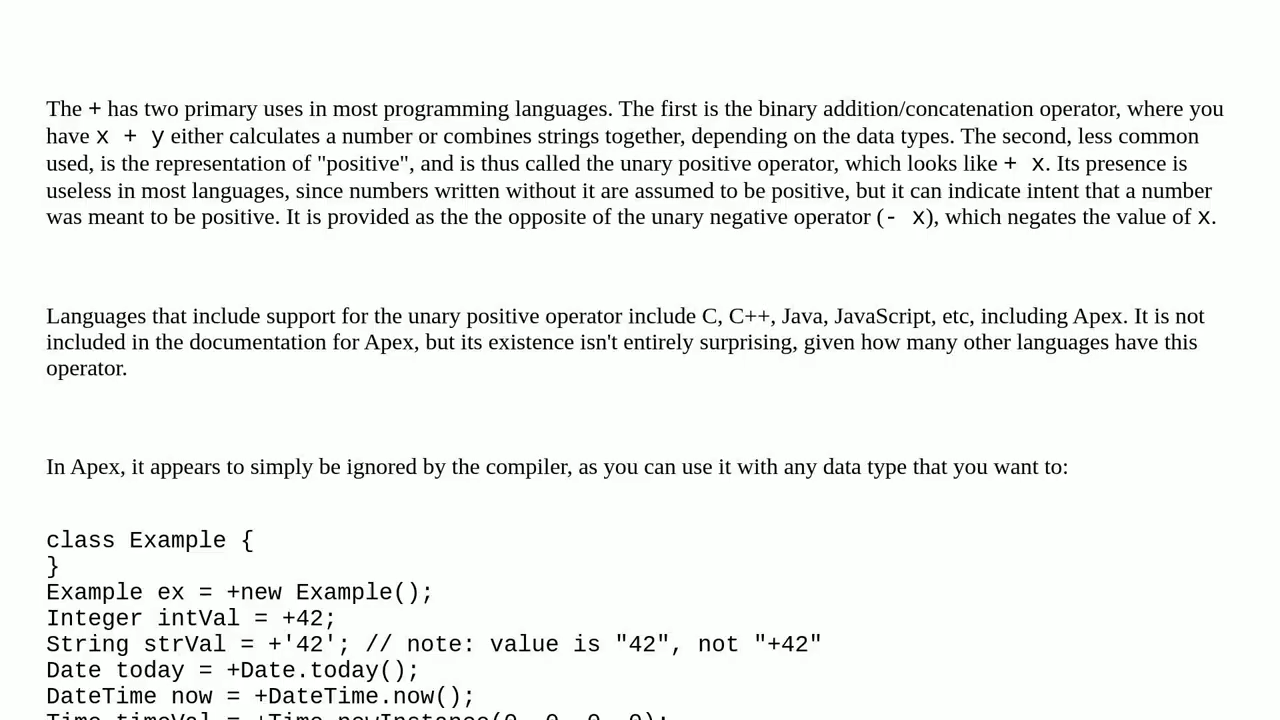 The + has two primary uses in most programming languages. The first is the binary addition/concatenation operator, where you
have x + y either calculates a number or combines strings together, depending on the data types. The second, less common
used, is the representation of "positive", and is thus called the unary positive operator, which looks like + x. Its presence is
useless in most languages, since numbers written without it are assumed to be positive, but it can indicate intent that a number
was meant to be positive. It is provided as the the opposite of the unary negative operator (- x), which negates the value of x.
Languages that include support for the unary positive operator include C, C++, Java, JavaScript, etc, including Apex. It is not
included in the documentation for Apex, but its existence isn't entirely surprising, given how many other languages have this
operator.
In Apex, it appears to simply be ignored by the compiler, as you can use it with any data type that you want to:
class Example {
}
Example ex = +new Example();
Integer intVal = +42;
String strVal = +'42'; // note: value is "42", not "+42"
Date today = +Date.today();
DateTime now = +DateTime.now();
Time timeVal = +Time.newInstance(0, 0, 0, 0);